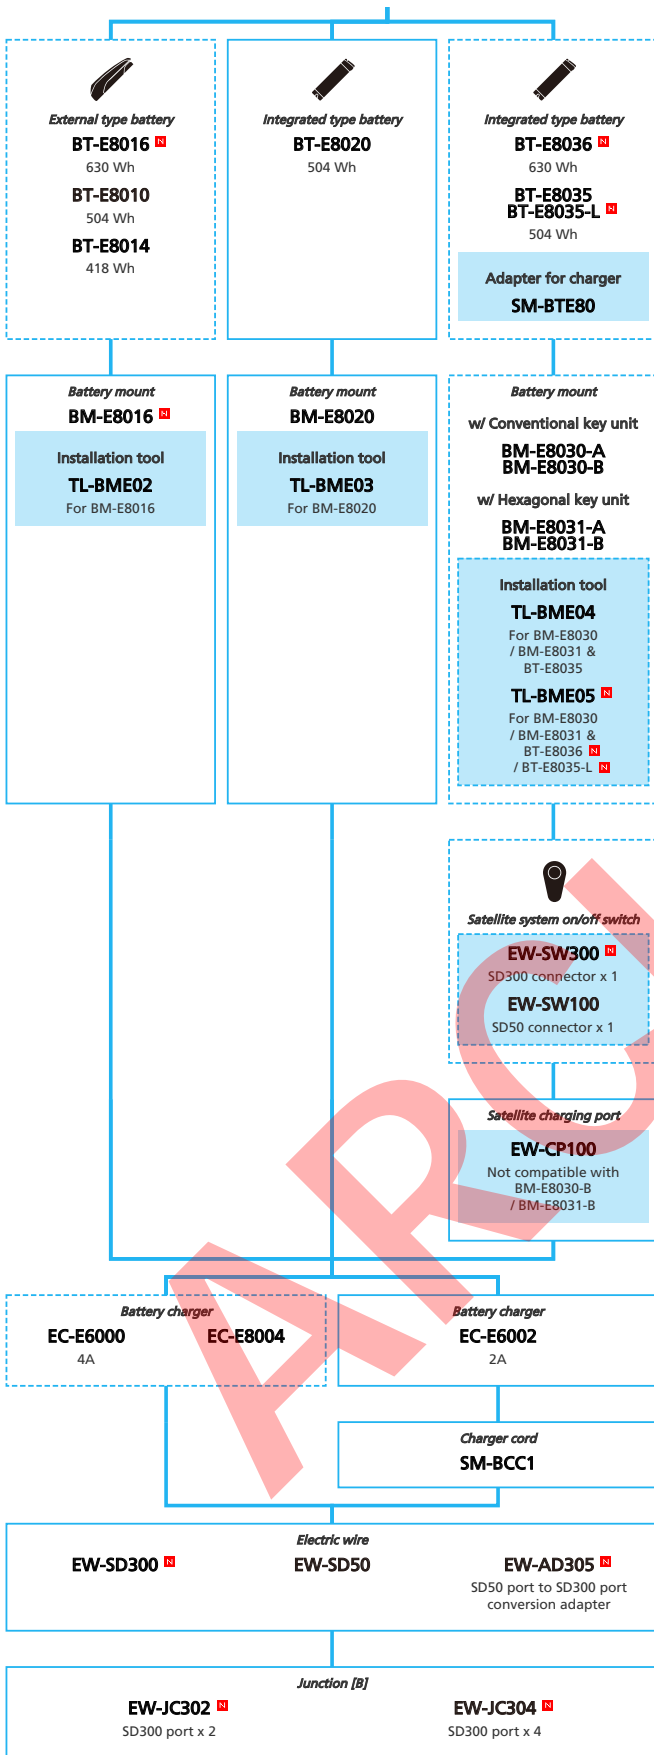 External type battery
BT-E8016 N
630 Wh
BT-E8010
504 Wh
BT-E8014
418 Wh
Integrated type battery
BT-E8020
504 Wh
Integrated type battery
BT-E8036 N
630 Wh
BT-E8035
BT-E8035-L N
504 Wh
Adapter for charger
SM-BTE80
Battery mount
BM-E8016 N
Installation tool
TL-BME02
For BM-E8016
Battery mount
BM-E8020
Installation tool
TL-BME03
For BM-E8020
Battery mount
w/ Conventional key unit
BM-E8030-A
BM-E8030-B
w/ Hexagonal key unit
BM-E8031-A
BM-E8031-B
Installation tool
TL-BME04
For BM-E8030
/ BM-E8031 &
BT-E8035
TL-BME05 N
For BM-E8030
/ BM-E8031 &
BT-E8036 N
/ BT-E8035-L N
Satellite system on/off switch
EW-SW300 N
SD300 connector x 1
EW-SW100
SD50 connector x 1
Satellite charging port
EW-CP100
Not compatible with
BM-E8030-B
/ BM-E8031-B
Battery charger
EC-E6000 EC-E8004
4A
Battery charger
EC-E6002
2A
Charger cord
SM-BCC1
Electric wire
EW-SD300 N EW-SD50 EW-AD305 N
SD50 port to SD300 port
conversion adapter
Junction [B]
EW-JC302 N EW-JC304 N
SD300 port x 2 SD300 port x 4